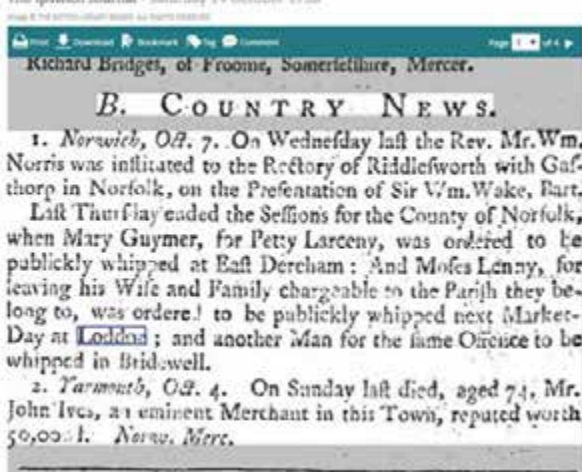 Print Download Bookmark Tag Comment Page 1 of 4
Richard Bridges, of Froome, Somersetshire, Mercer.
B. COUNTRY NEWS.
1. Norwich, Oct. 7. On Wednesday last the Rev. Mr. Wm.
Norris was instituted to the Rectory of Riddlesworth with Gas-
thorp in Norfolk, on the Presentation of Sir Wm. Wake, Bart.
Last Thursday ended the Sessions for the County of Norfolk,
when Mary Guymer, for Petty Larceny, was ordered to be
publickly whipped at East Dereham: And Moses Lenny, for
leaving his Wife and Family chargeable to the Parish they be-
long to, was ordered to be publickly whipped next Market-
Day at Loddon; and another Man for the same Offence to be
whipped in Bridewell.
2. Yarmouth, Oct. 4. On Sunday last died, aged 74, Mr.
John Ives, an eminent Merchant in this Town, reputed worth
50,000 l. Norw. Merc.